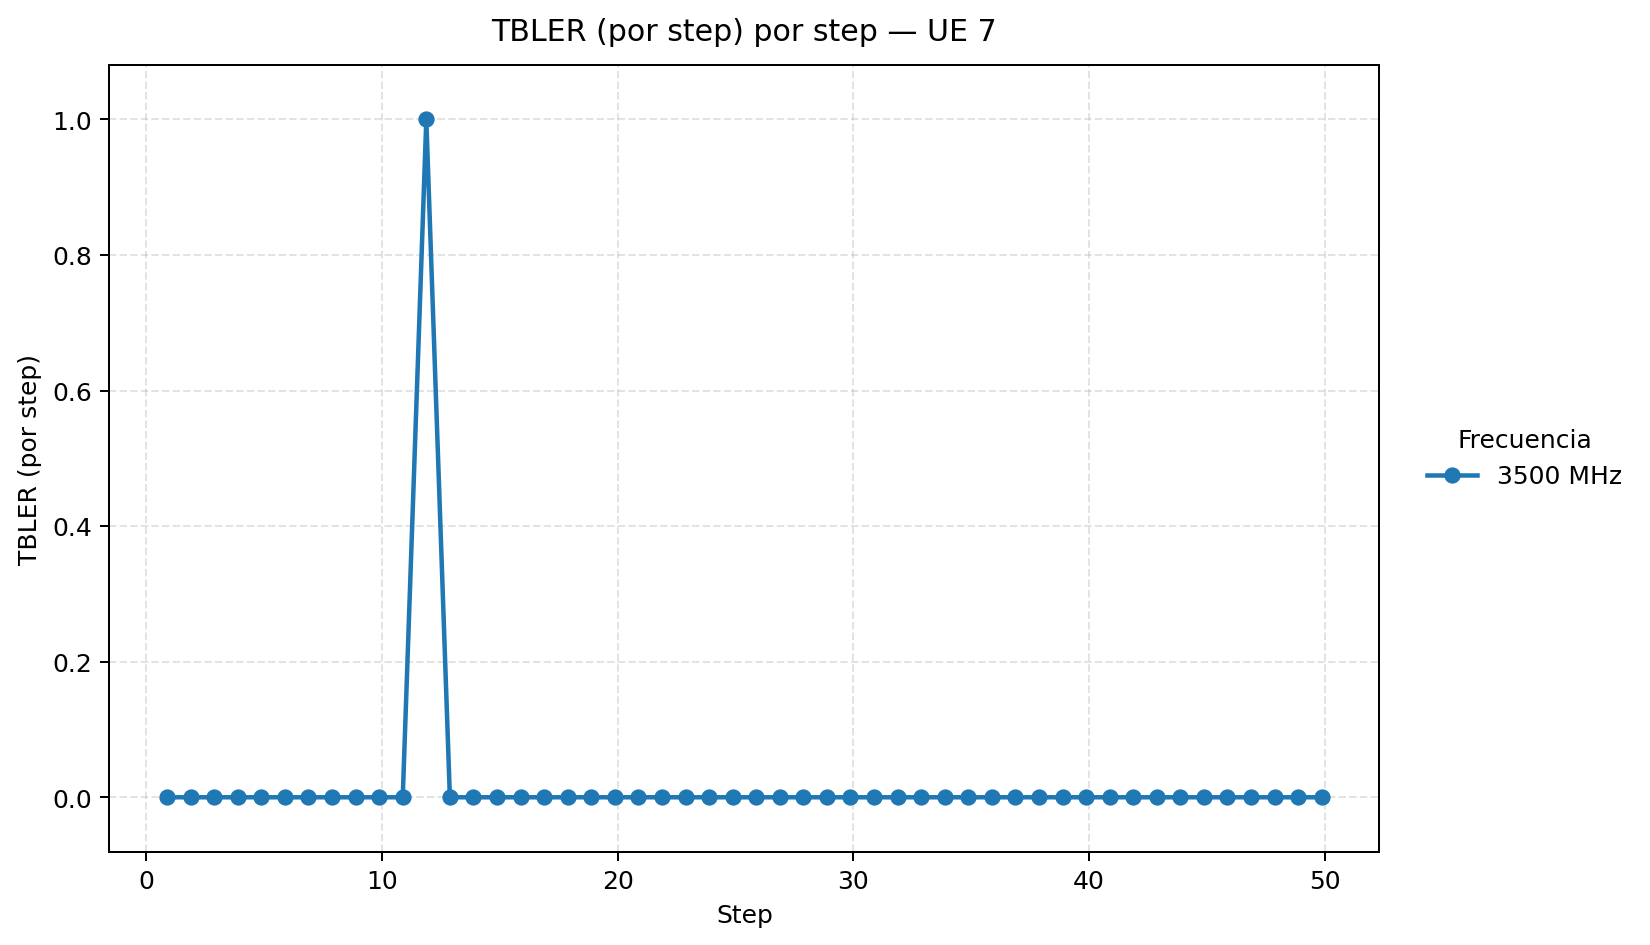 TBLER (por step) por step — UE 7
TBLER (por step)
1.0
0.8
0.6
0.4
0.2
0.0
0 10 20 30 40 50
Step
Frecuencia
3500 MHz